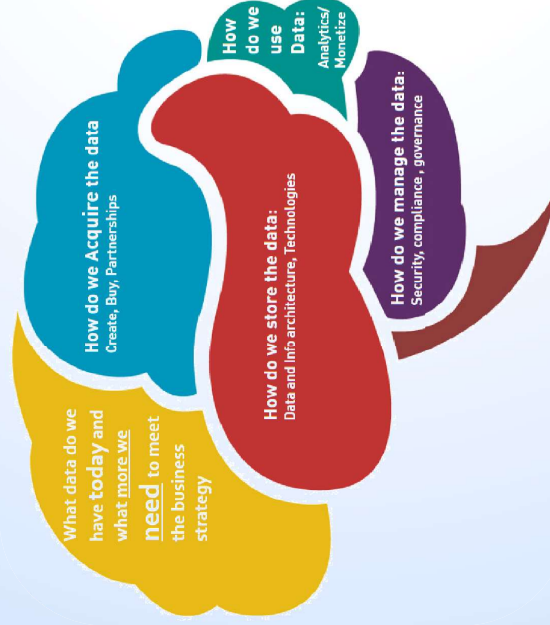 What data do we
have today and
what more we
need to meet
the business
strategy
How do we Acquire the data
Create, Buy, Partnerships
How do we store the data:
Data and Info architecture, Technologies
How
do we
use
Data:
Analytics/
Monetize
How do we manage the data:
Security, compliance , governance